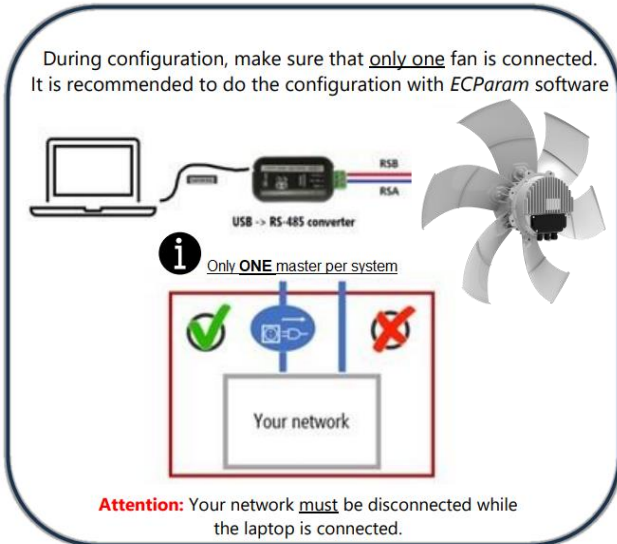 During configuration, make sure that only one fan is connected.
It is recommended to do the configuration with ECParam software
RSB
RSA
USB -> RS-485 converter
Only ONE master per system
Your network
Attention: Your network must be disconnected while
the laptop is connected.